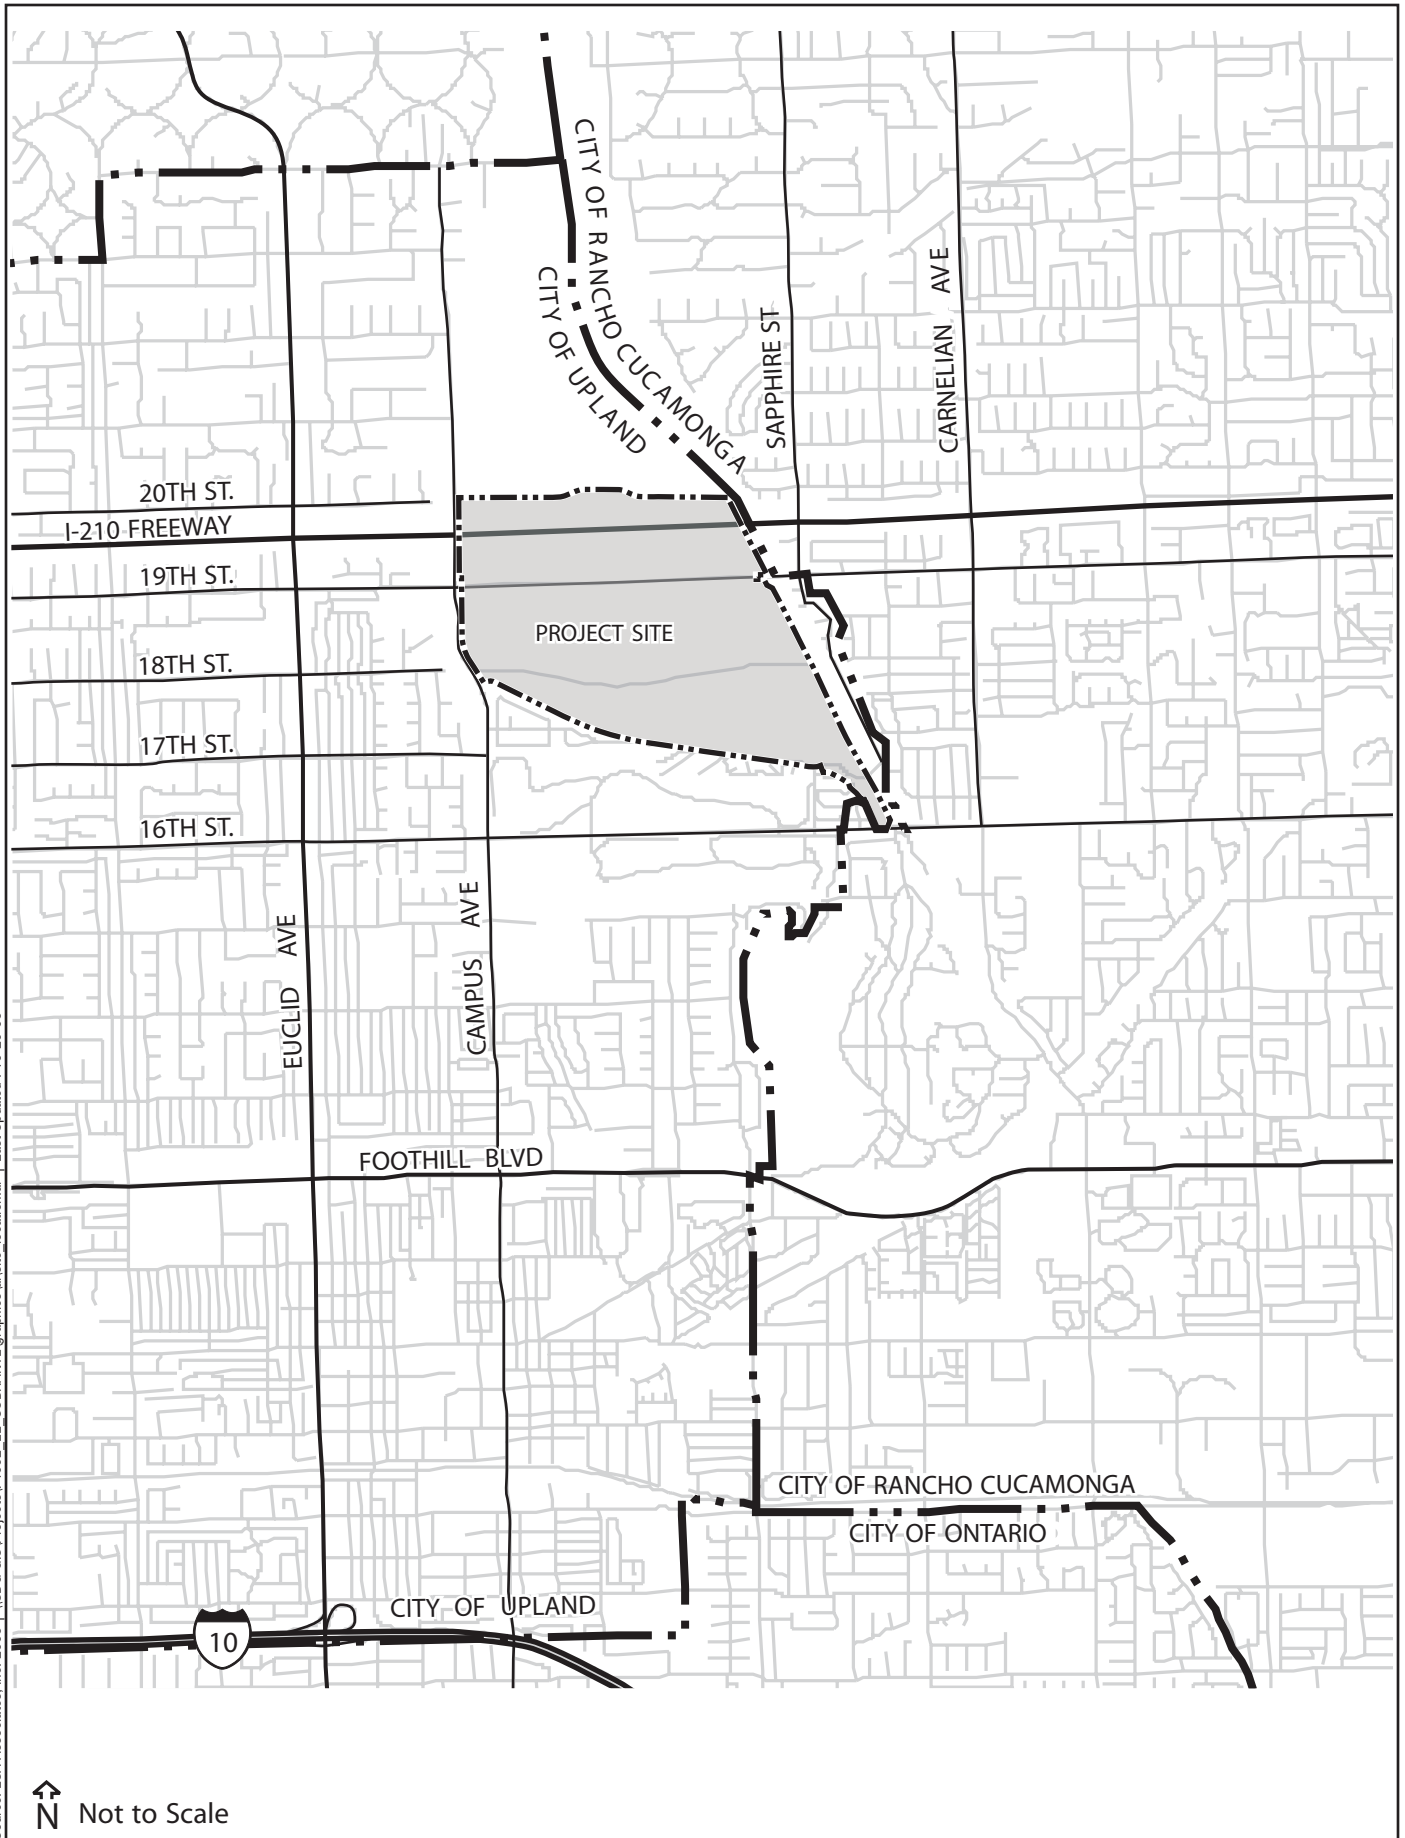 CITY OF RANCHO CUCAMONGA
CITY OF UPLAND
SAPPHIRE ST
CARNELIAN AVE
20TH ST.
I-210 FREEWAY
19TH ST.
PROJECT SITE
18TH ST.
17TH ST.
16TH ST.
EUCLID AVE
CAMPUS AVE
FOOTHILL BLVD
CITY OF RANCHO CUCAMONGA
CITY OF ONTARIO
CITY OF UPLAND
10
N Not to Scale